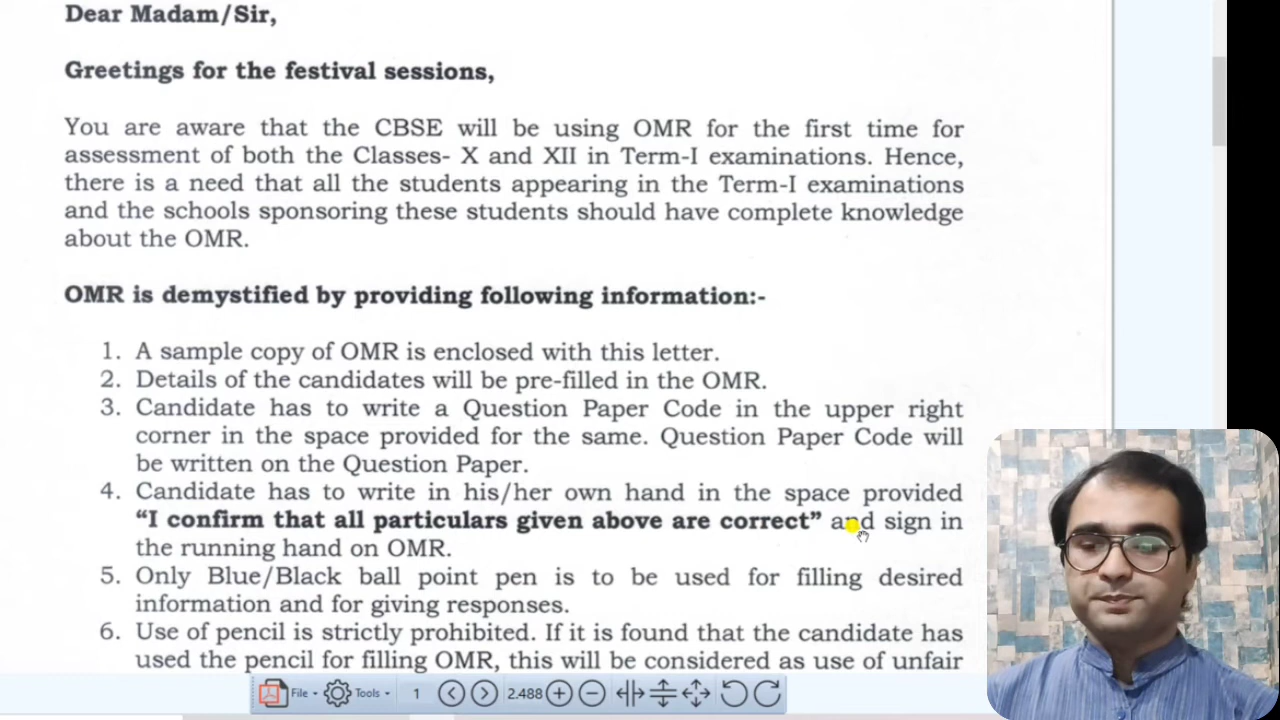 Dear Madam/Sir,
Greetings for the festival sessions,
You are aware that the CBSE will be using OMR for the first time for
assessment of both the Classes- X and XII in Term-I examinations. Hence,
there is a need that all the students appearing in the Term-I examinations
and the schools sponsoring these students should have complete knowledge
about the OMR.
OMR is demystified by providing following information:-
1. A sample copy of OMR is enclosed with this letter.
2. Details of the candidates will be pre-filled in the OMR.
3. Candidate has to write a Question Paper Code in the upper right
corner in the space provided for the same. Question Paper Code will
be written on the Question Paper.
4. Candidate has to write in his/her own hand in the space provided
“I confirm that all particulars given above are correct” and sign in
the running hand on OMR.
5. Only Blue/Black ball point pen is to be used for filling desired
information and for giving responses.
6. Use of pencil is strictly prohibited. If it is found that the candidate has
used the pencil for filling OMR, this will be considered as use of unfair
File Tools 1 2.488